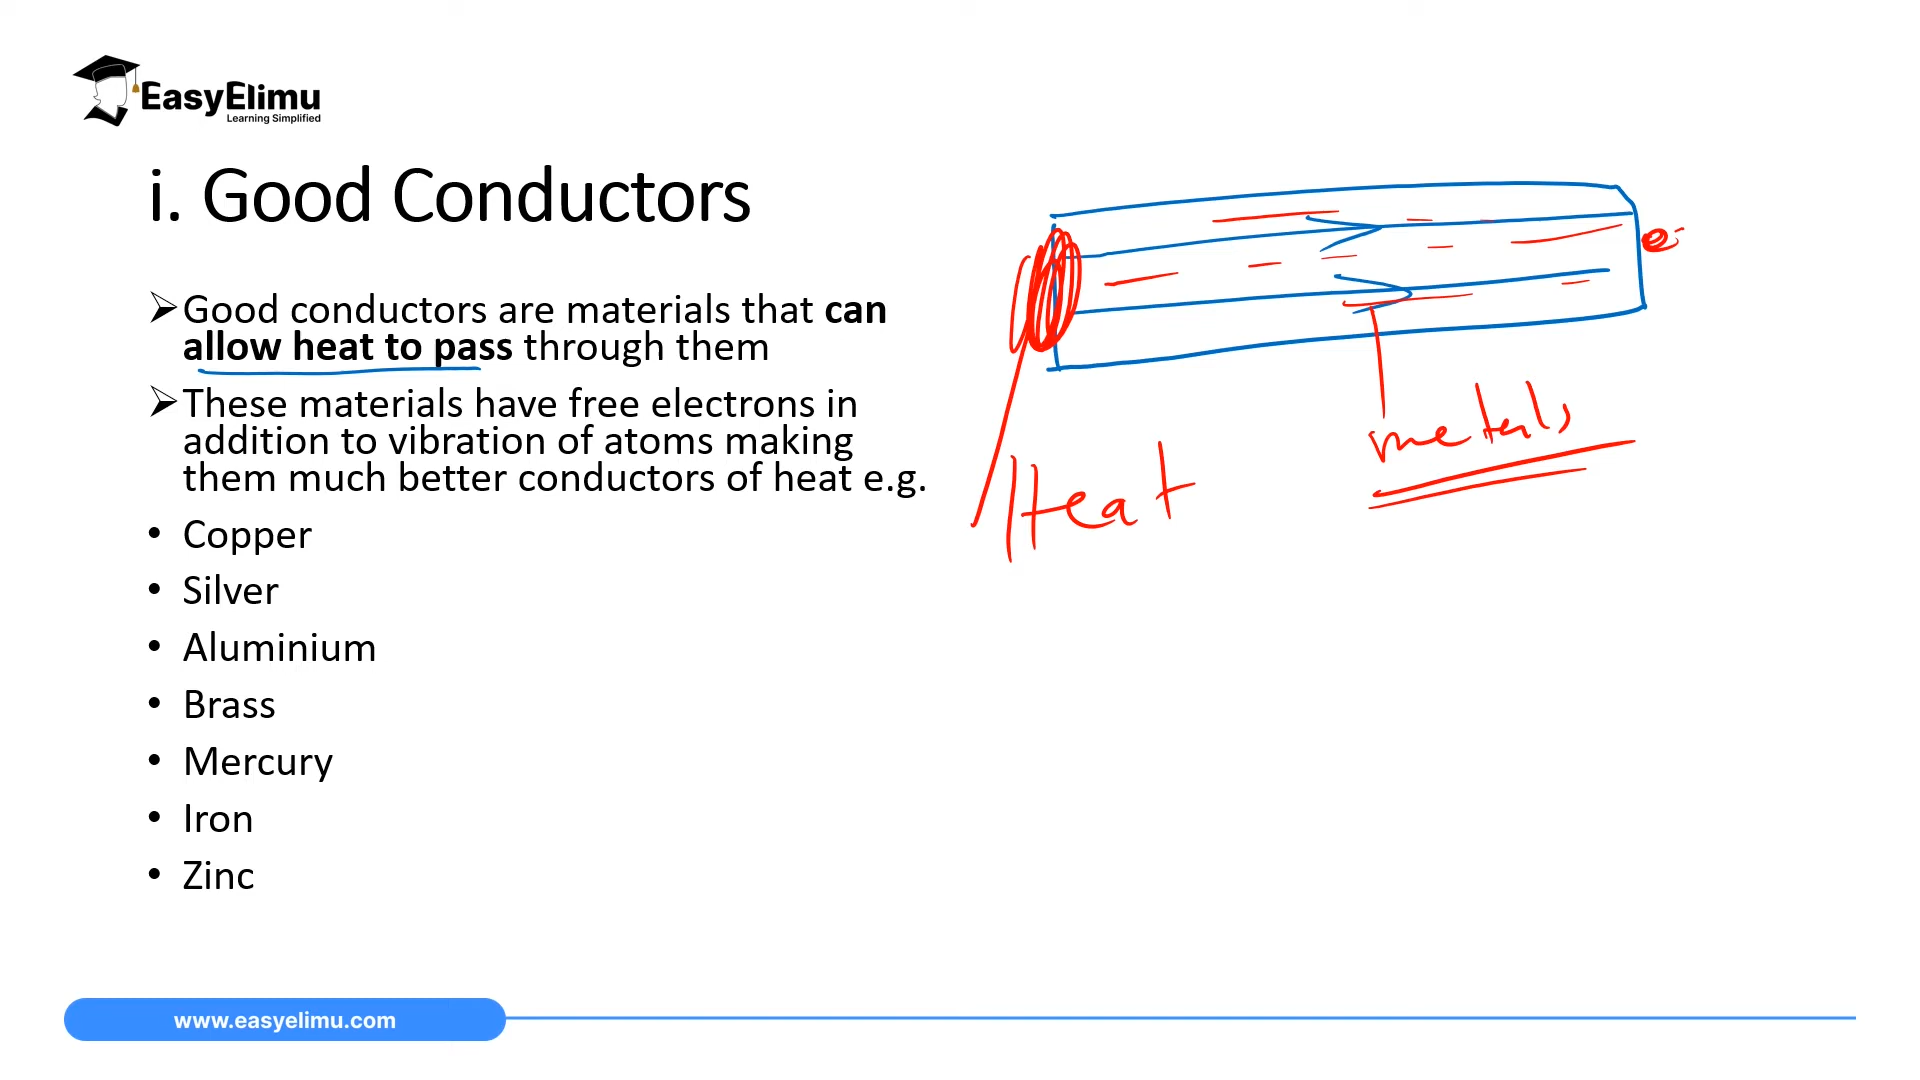 EasyElimu
Learning Simplified
i. Good Conductors
➢Good conductors are materials that can
allow heat to pass through them
➢These materials have free electrons in
addition to vibration of atoms making
them much better conductors of heat e.g.
• Copper
• Silver
• Aluminium
• Brass
• Mercury
• Iron
• Zinc
e-
metals
Heat
www.easyelimu.com